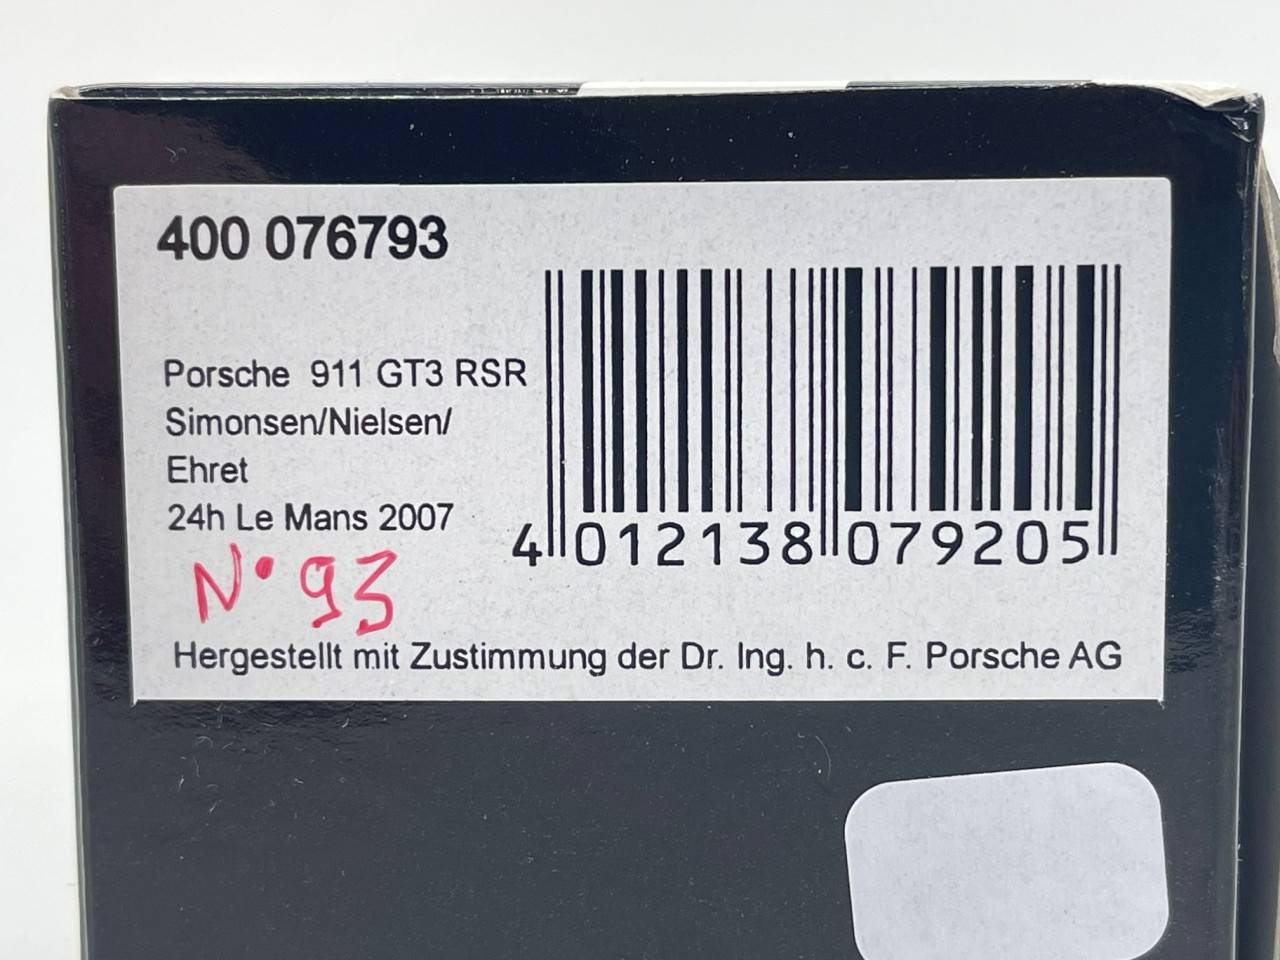 400 076793
Porsche 911 GT3 RSR
Simonsen/Nielsen/
Ehret
24h Le Mans 2007
N° 93
4 012138 079205
Hergestellt mit Zustimmung der Dr. Ing. h. c. F. Porsche AG